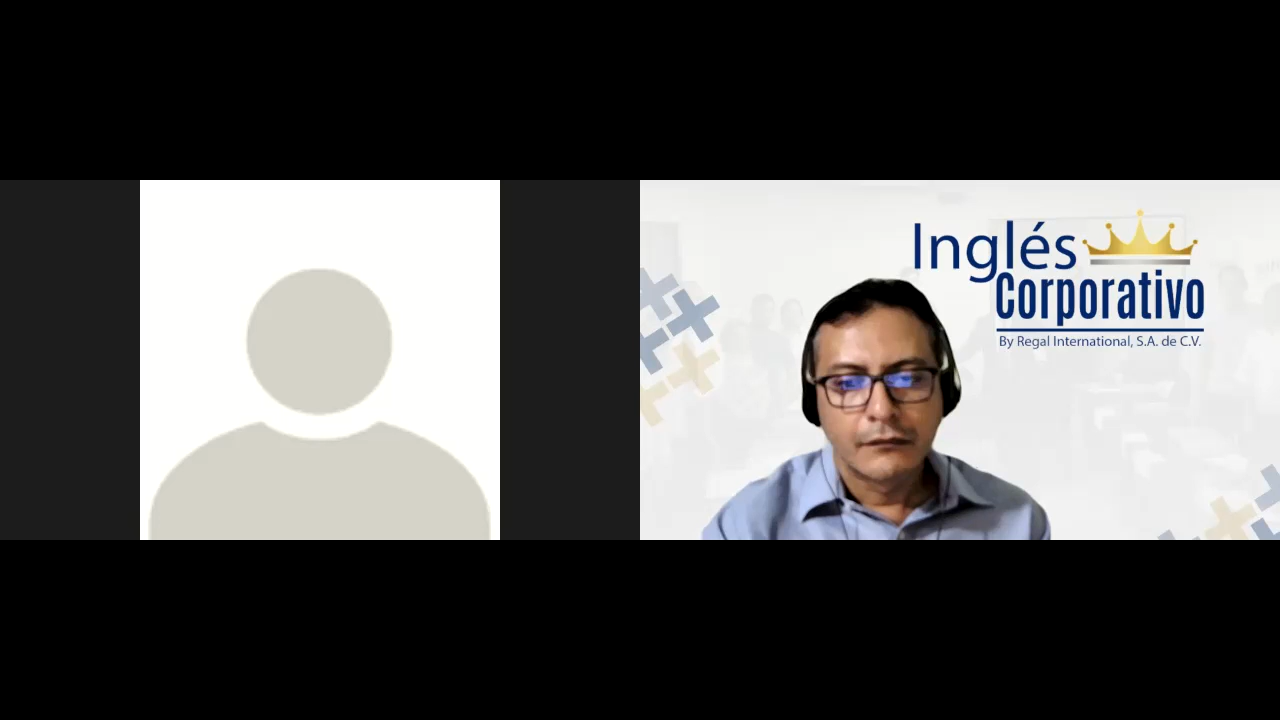 Inglés
Corporativo
By Regal International, S.A. de C.V.